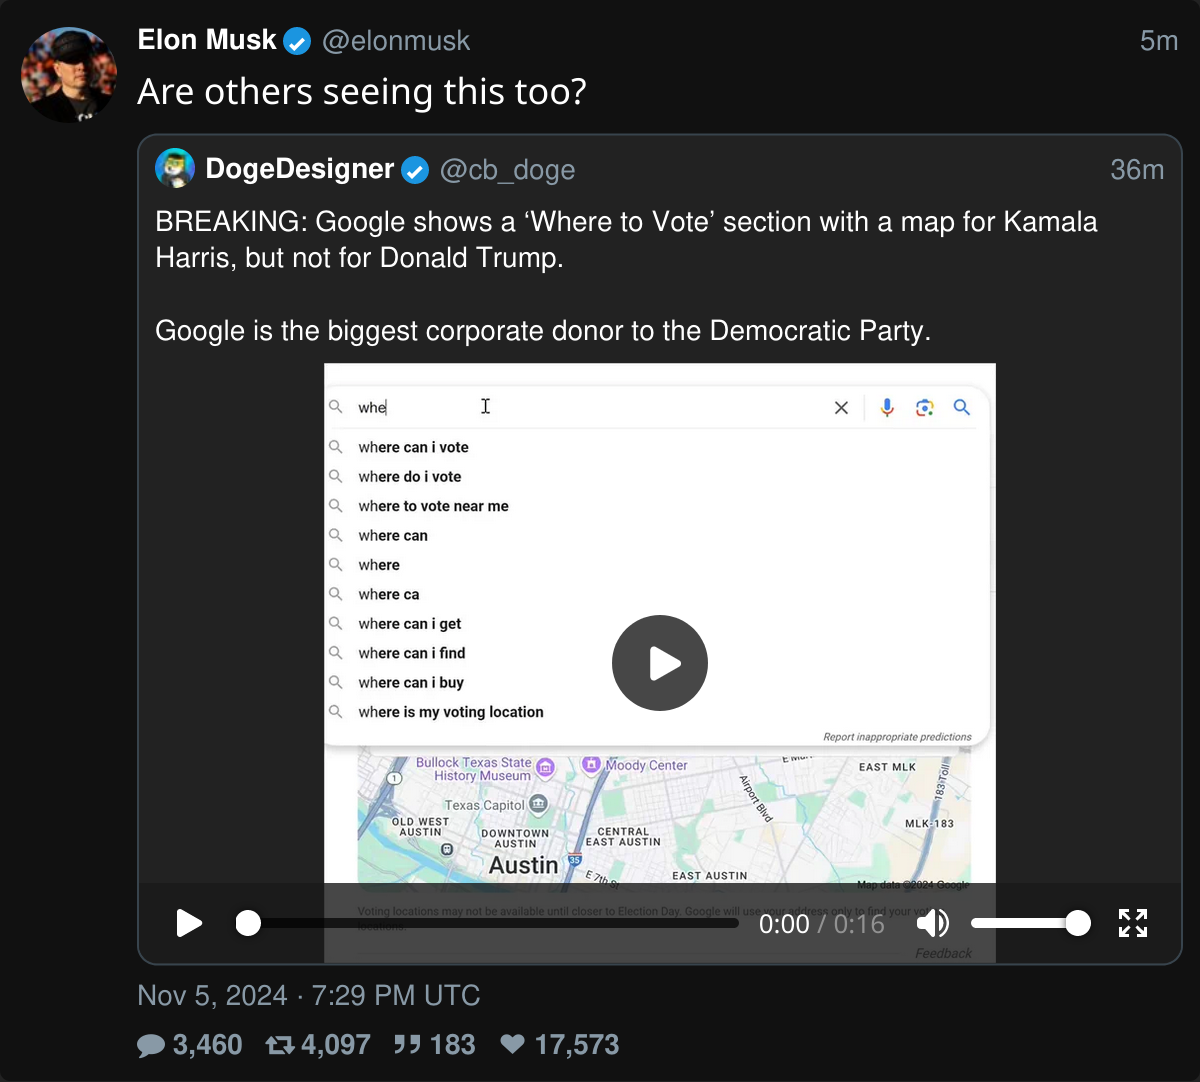 Elon Musk @elonmusk 5m
Are others seeing this too?
DogeDesigner @cb_doge 36m
BREAKING: Google shows a ‘Where to Vote’ section with a map for Kamala
Harris, but not for Donald Trump.
Google is the biggest corporate donor to the Democratic Party.
whe
where can i vote
where do i vote
where to vote near me
where can
where
where ca
where can i get
where can i find
where can i buy
where is my voting location
Report inappropriate predictions
Bullock Texas State
History Museum
Moody Center
EAST MLK
183 Toll
1
Texas Capitol
Airport Blvd
OLD WEST
AUSTIN
DOWNTOWN
AUSTIN
CENTRAL
EAST AUSTIN
MLK-183
Austin
35
E 7th St
EAST AUSTIN
Map data ©2024 Google
Voting locations may not be available until closer to Election Day. Google will use your address only to find your
locations.
0:00 / 0:16
Feedback
Nov 5, 2024 · 7:29 PM UTC
3,460 4,097 183 17,573